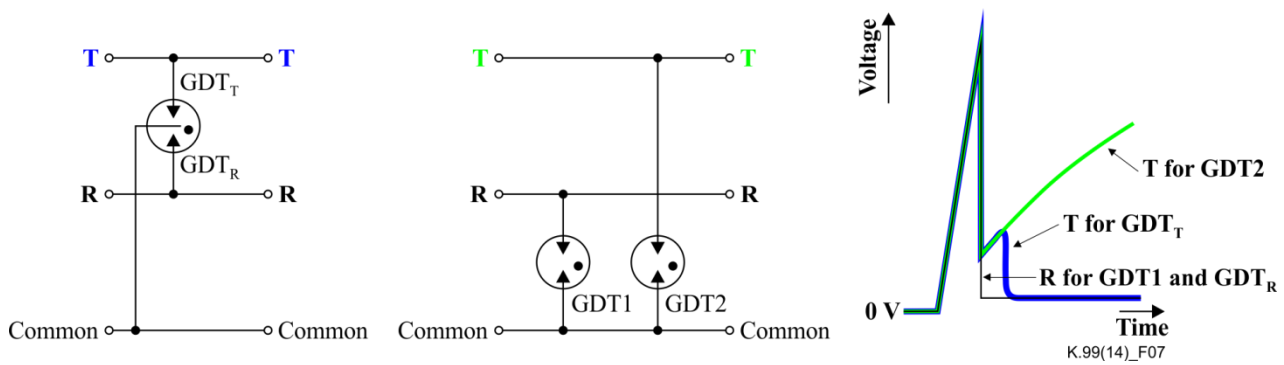 T T
GDT_T
GDT_R
R R
Common Common
T T
R R
GDT1 GDT2
Common Common
Voltage
T for GDT2
T for GDT_T
R for GDT1 and GDT_R
0 V
Time
K.99(14)_F07